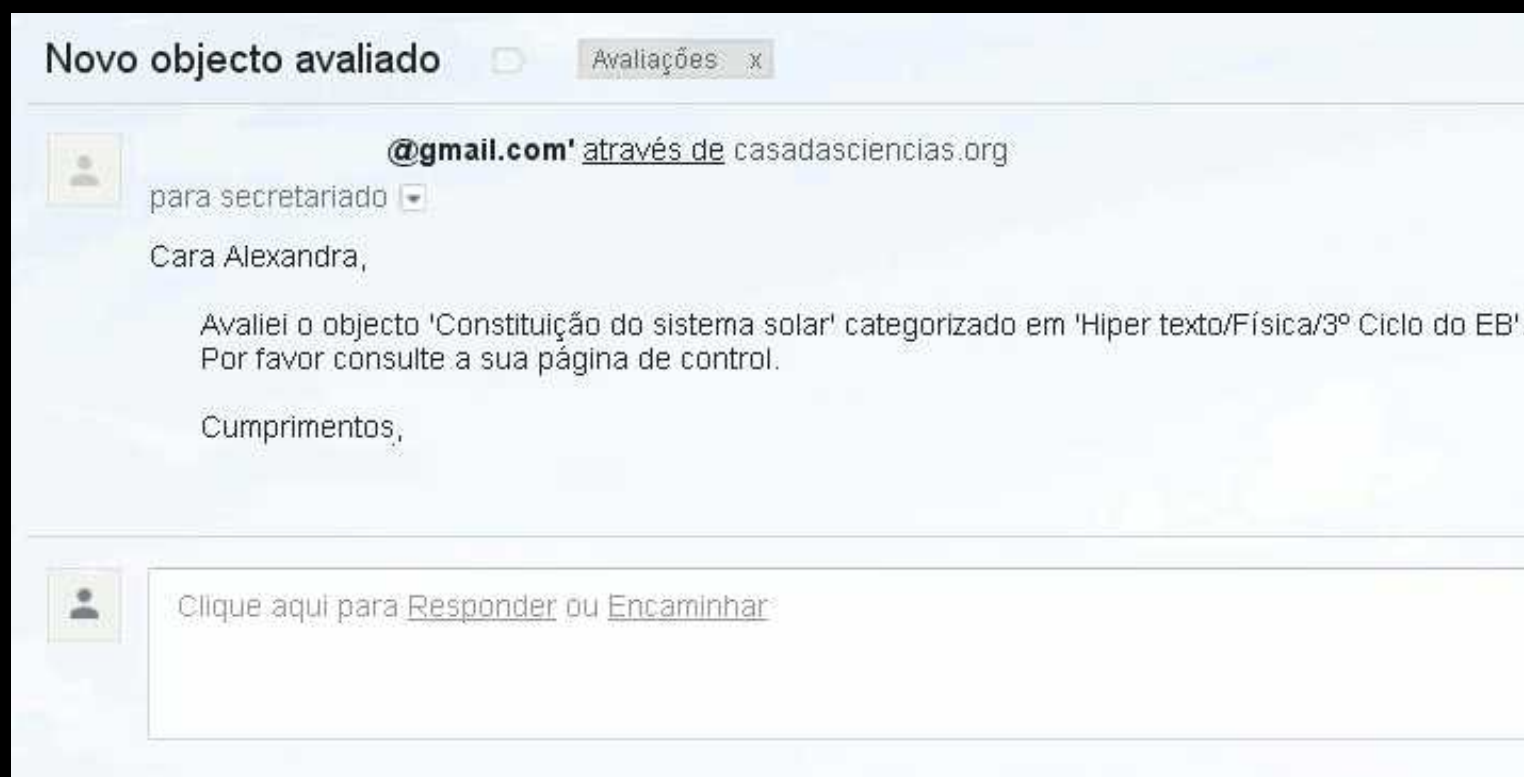 Novo objecto avaliado Avaliações x
@gmail.com' através de casadasciencias.org
para secretariado
Cara Alexandra,
Avaliei o objecto 'Constituição do sistema solar' categorizado em 'Hiper texto/Física/3º Ciclo do EB'.
Por favor consulte a sua página de control.
Cumprimentos,
Clique aqui para Responder ou Encaminhar